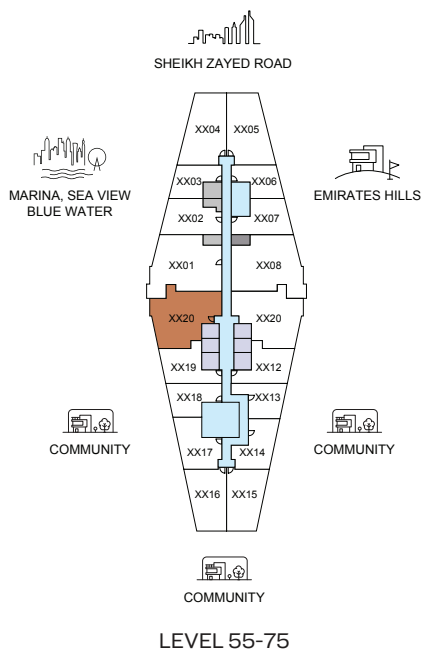 SHEIKH ZAYED ROAD
XX04 XX05
MARINA, SEA VIEW
BLUE WATER
XX03 XX06
EMIRATES HILLS
XX02 XX07
XX01 XX08
XX20 XX20
XX19 XX12
XX18 XX13
COMMUNITY
COMMUNITY
XX17 XX14
XX16 XX15
COMMUNITY
LEVEL 55-75